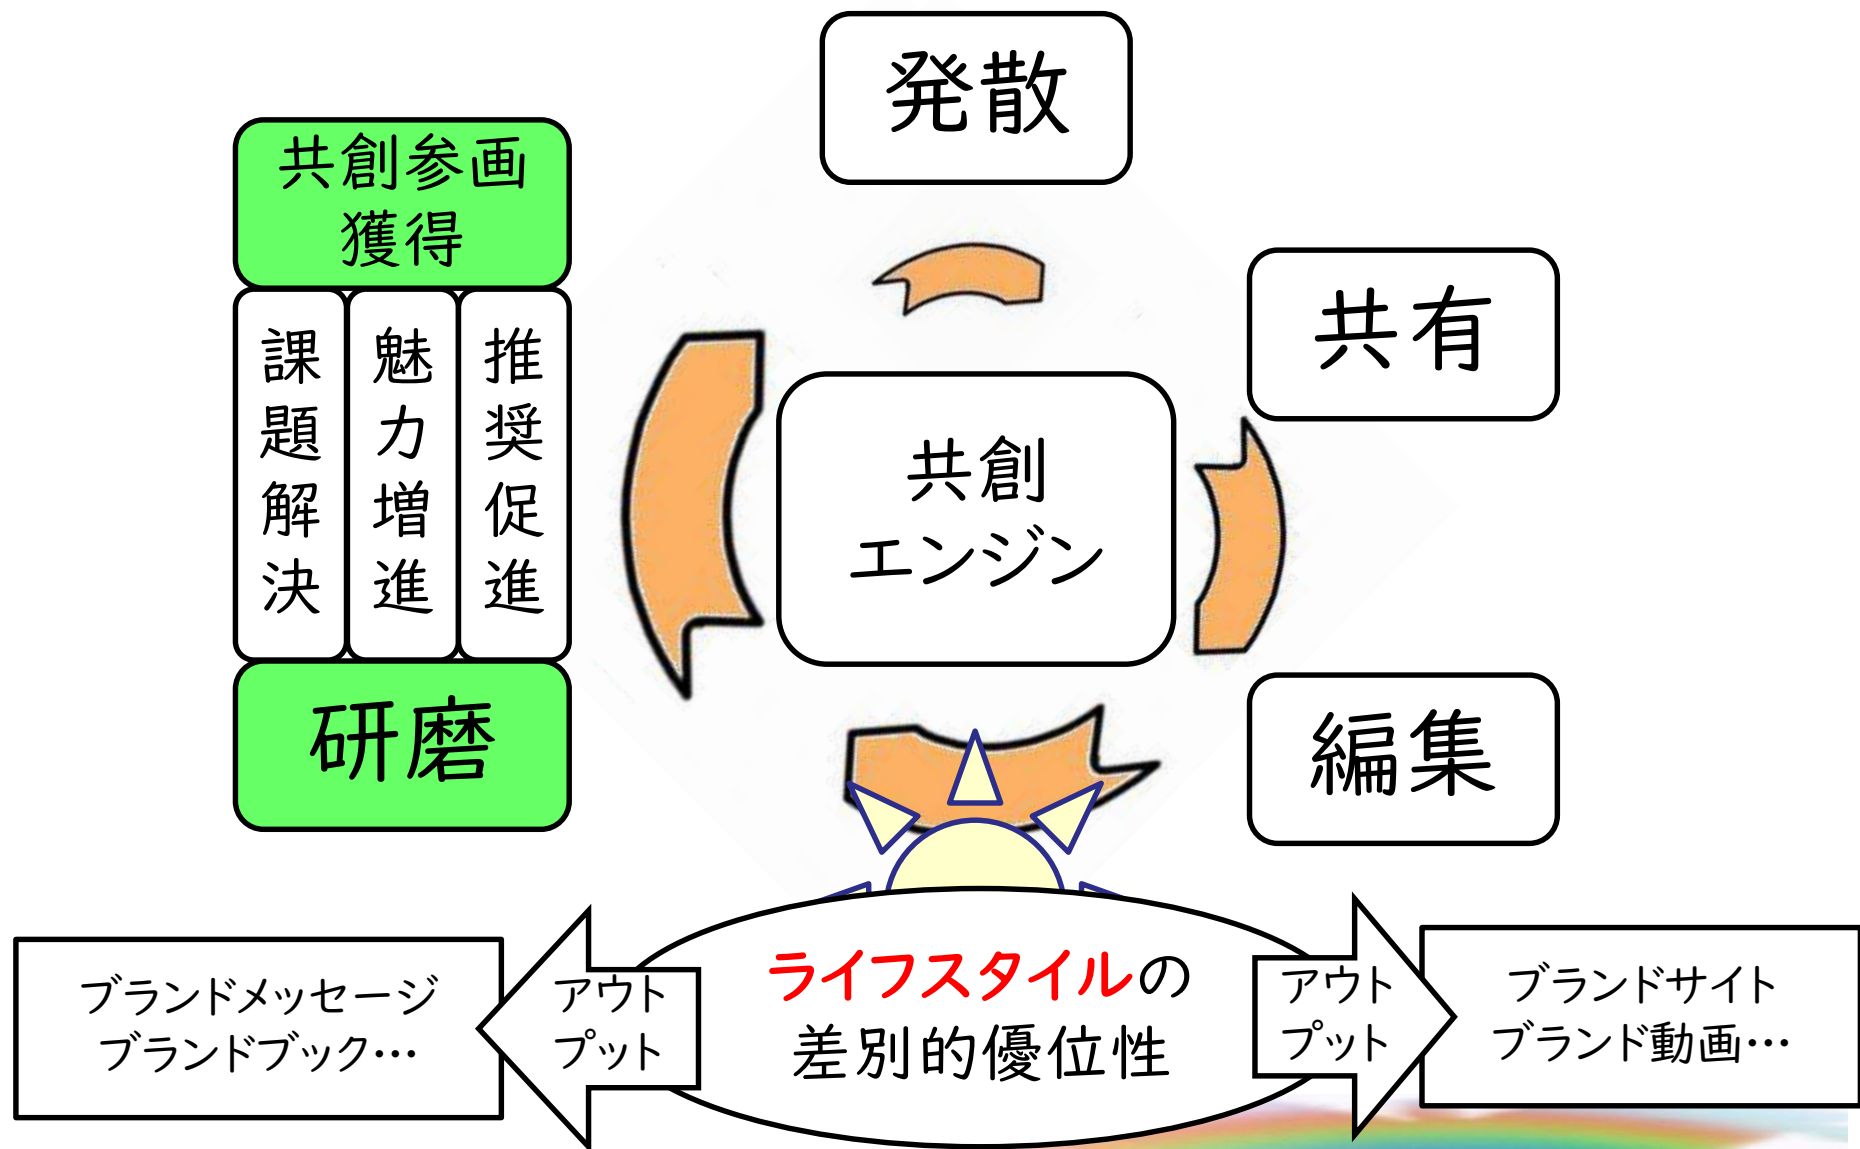 発散
共創参画
獲得
課題解決
魅力増進
推奨促進
研磨
共有
共創
エンジン
編集
ライフスタイルの
差別的優位性
アウト
プット
ブランドメッセージ
ブランドブック…
アウト
プット
ブランドサイト
ブランド動画…